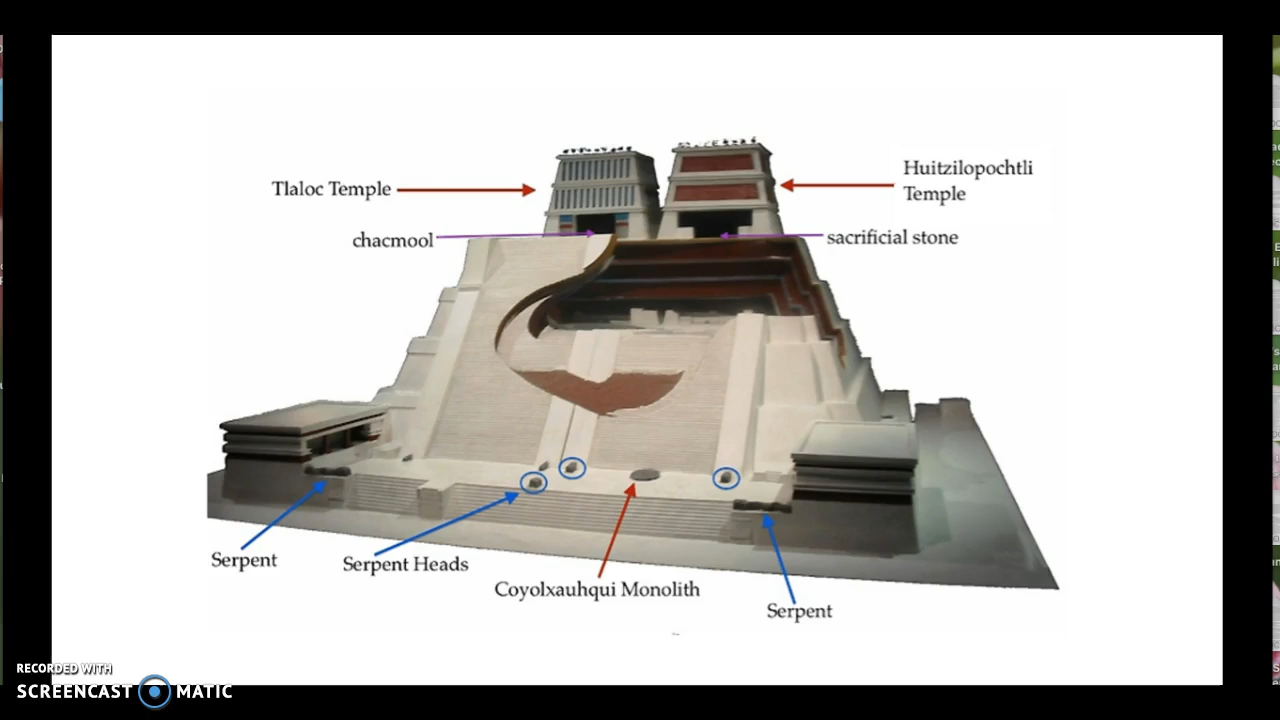 Huitzilopochtli
Temple
Tlaloc Temple
chacmool
sacrificial stone
Serpent
Serpent Heads
Coyolxauhqui Monolith
Serpent
RECORDED WITH
SCREENCAST MATIC